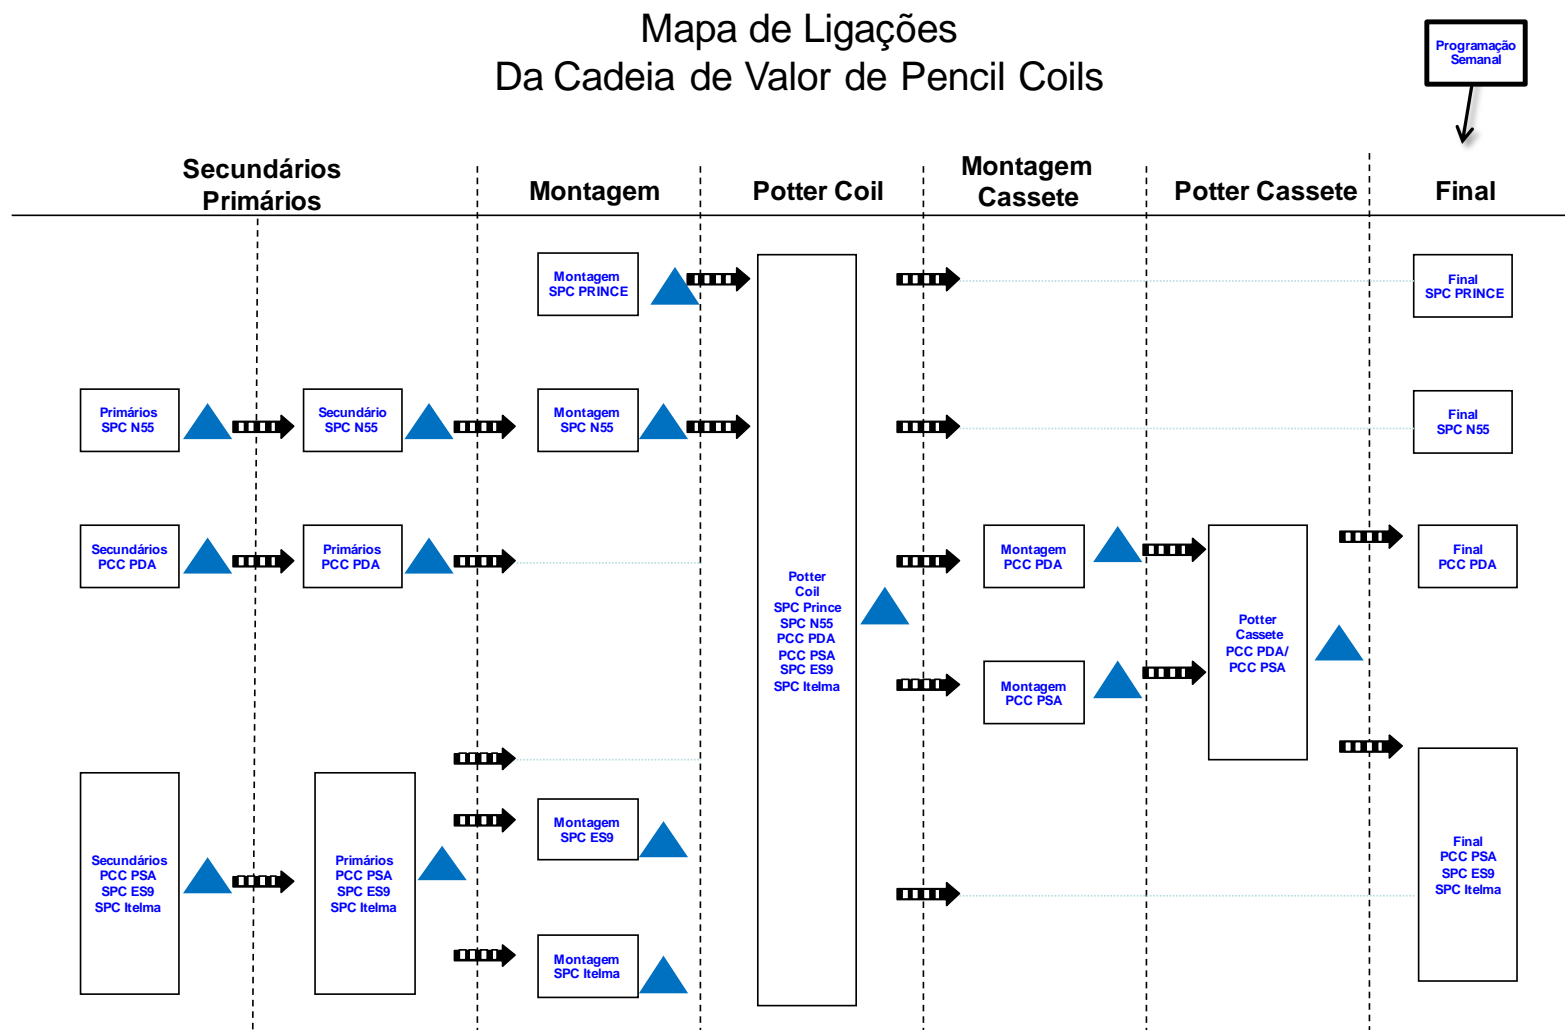 Mapa de Ligações
Da Cadeia de Valor de Pencil Coils
Programação
Semanal
Secundários
Primários
Montagem
Potter Coil
Montagem
Cassete
Potter Cassete
Final
Montagem
SPC PRINCE
Final
SPC PRINCE
Primários
SPC N55
Secundário
SPC N55
Montagem
SPC N55
Final
SPC N55
Secundários
PCC PDA
Primários
PCC PDA
Potter
Coil
SPC Prince
SPC N55
PCC PDA
PCC PSA
SPC ES9
SPC Itelma
Montagem
PCC PDA
Montagem
PCC PSA
Potter
Cassete
PCC PDA/
PCC PSA
Final
PCC PDA
Secundários
PCC PSA
SPC ES9
SPC Itelma
Primários
PCC PSA
SPC ES9
SPC Itelma
Montagem
SPC ES9
Montagem
SPC Itelma
Final
PCC PSA
SPC ES9
SPC Itelma